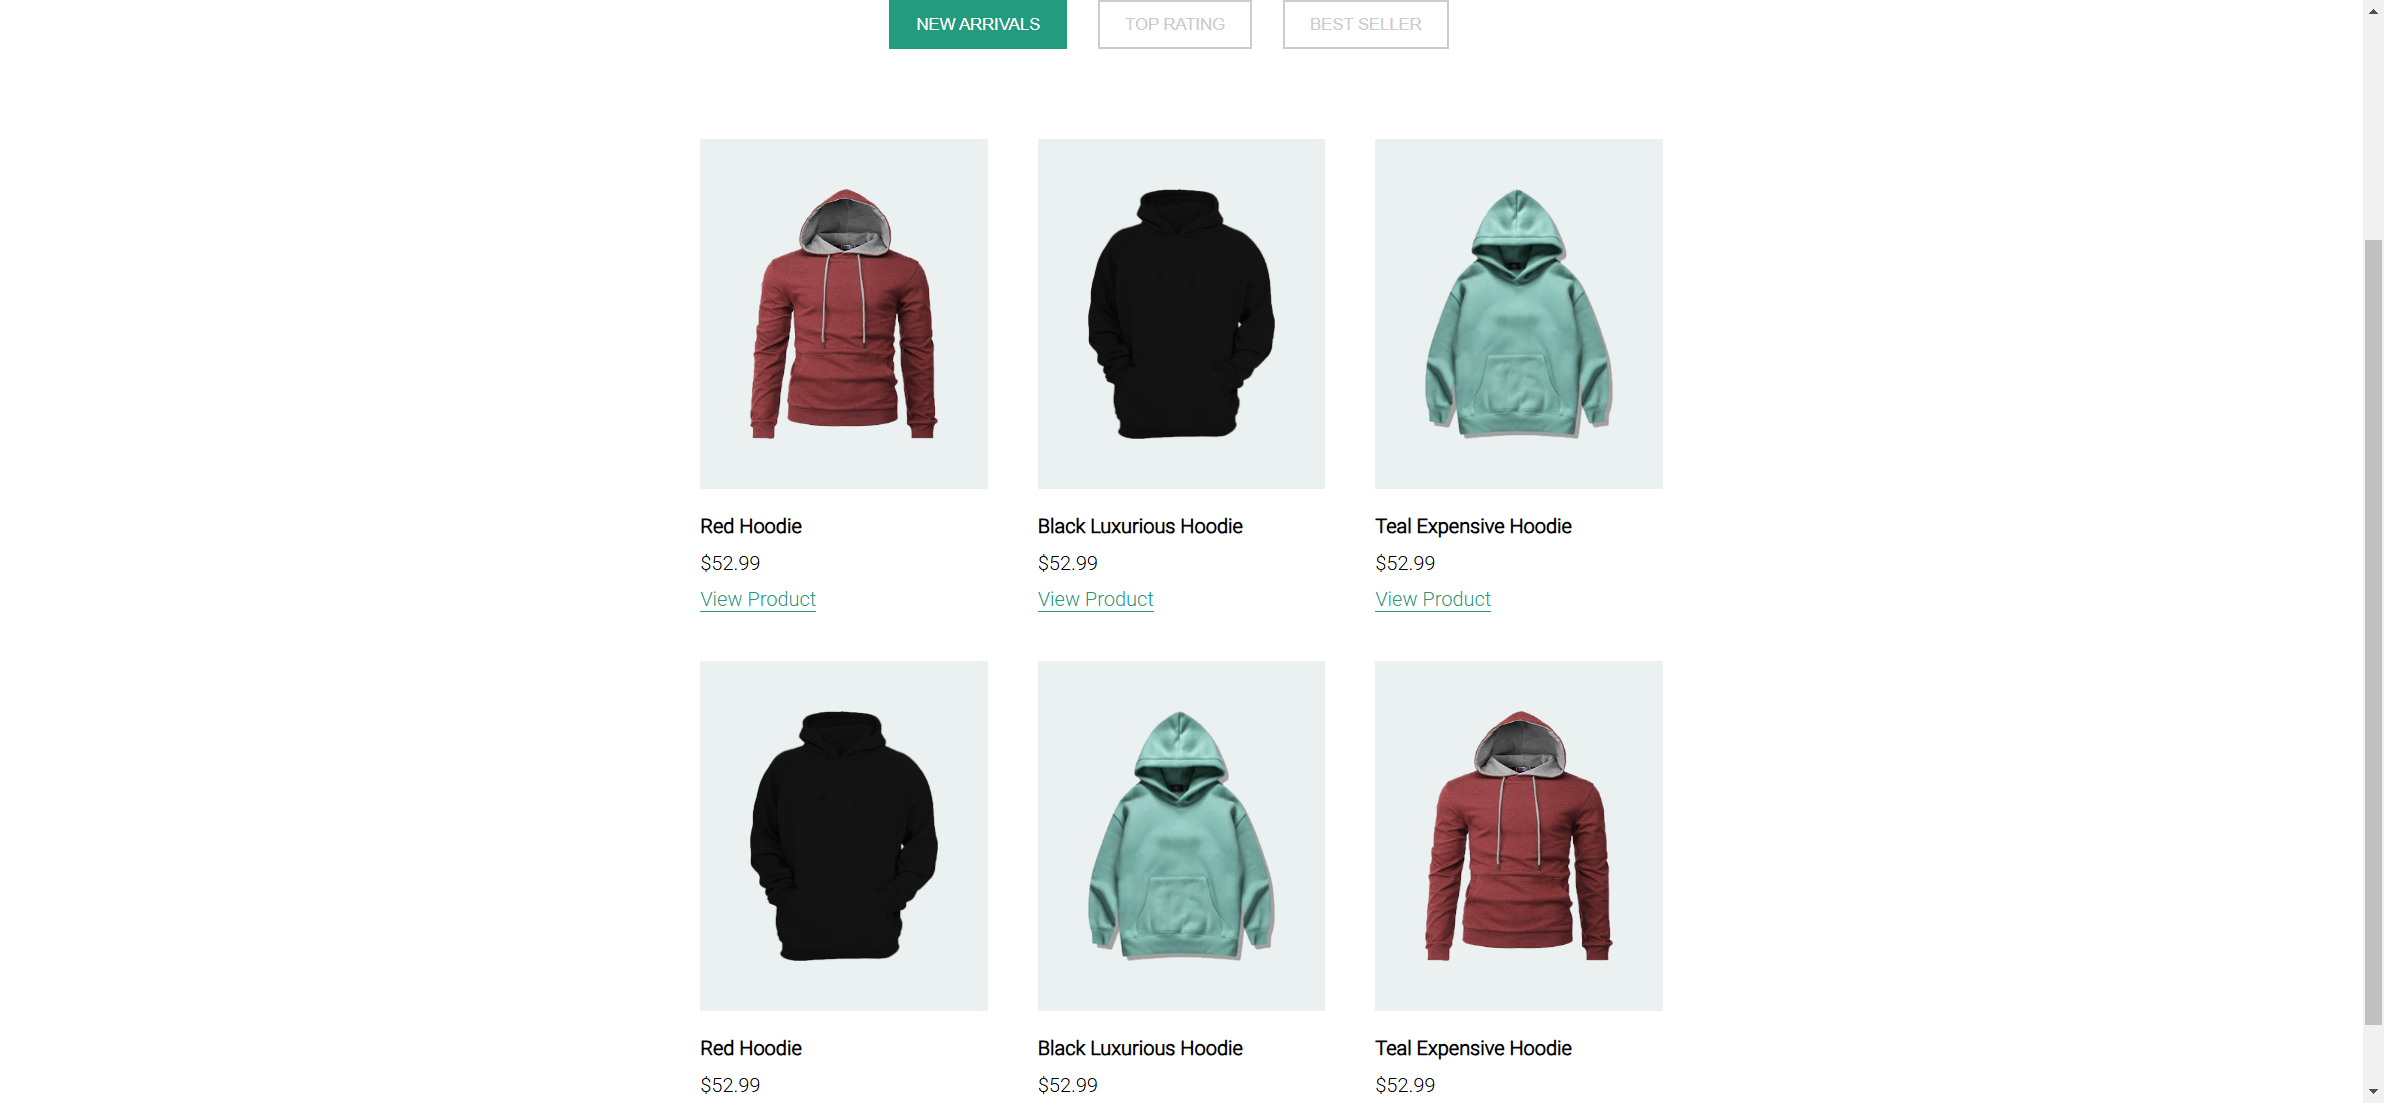 NEW ARRIVALS
TOP RATING
BEST SELLER
Red Hoodie
$52.99
View Product
Black Luxurious Hoodie
$52.99
View Product
Teal Expensive Hoodie
$52.99
View Product
Red Hoodie
$52.99
Black Luxurious Hoodie
$52.99
Teal Expensive Hoodie
$52.99